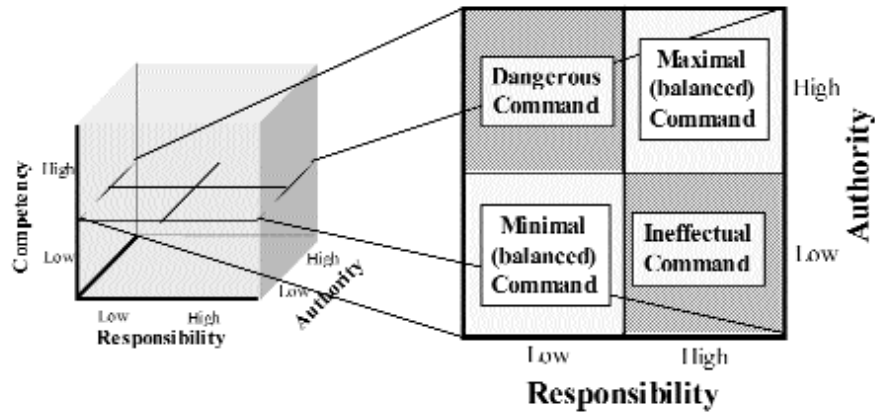 Competency
High
Low
Low
High
Responsibility
Low
High
Authority
Dangerous
Command
Maximal
(balanced)
Command
Minimal
(balanced)
Command
Ineffectual
Command
High
Low
Authority
Low
High
Responsibility